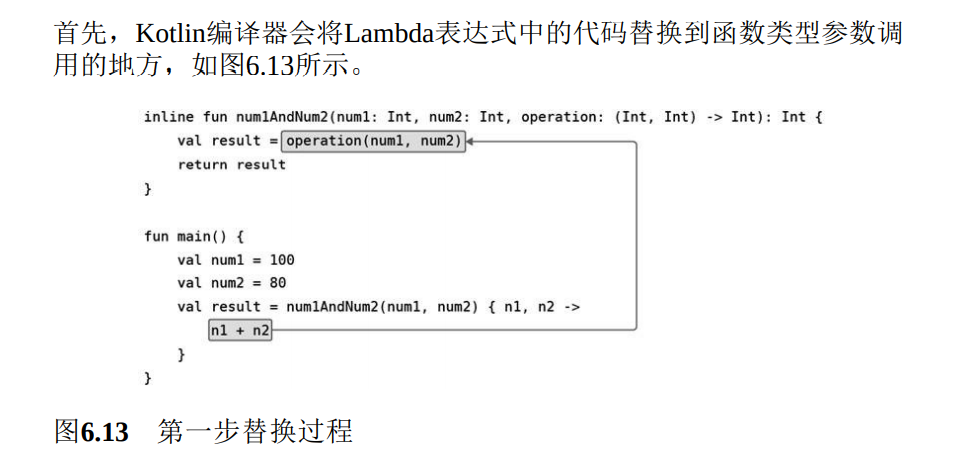 首先，Kotlin编译器会将Lambda表达式中的代码替换到函数类型参数调
用的地方，如图6.13所示。
inline fun num1AndNum2(num1: Int, num2: Int, operation: (Int, Int) -> Int): Int {
    val result = operation(num1, num2)
    return result
}
fun main() {
    val num1 = 100
    val num2 = 80
    val result = num1AndNum2(num1, num2) { n1, n2 ->
        n1 + n2
    }
}
图6.13 第一步替换过程